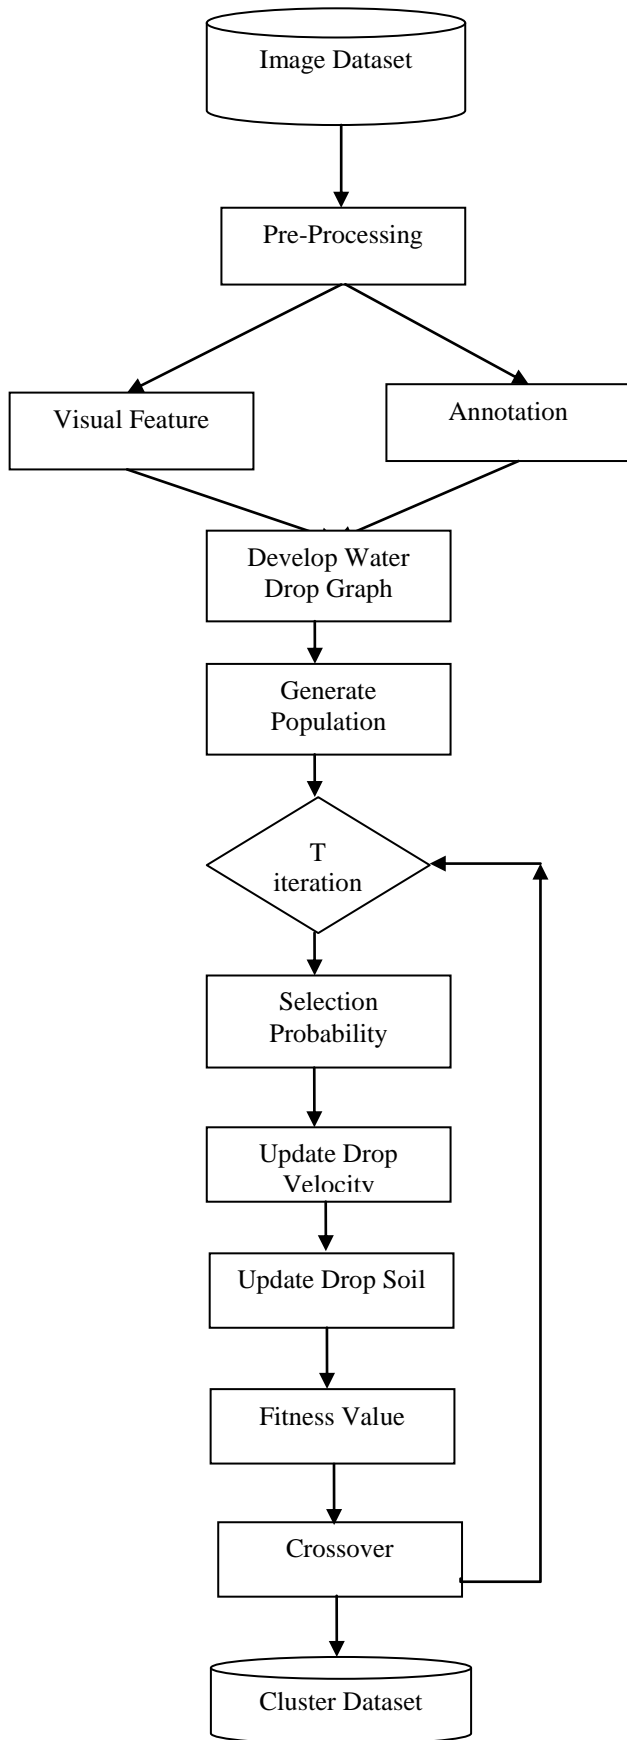 Image Dataset
Pre-Processing
Visual Feature
Annotation
Develop Water
Drop Graph
Generate
Population
T
iteration
Selection
Probability
Update Drop
Velocity
Update Drop Soil
Fitness Value
Crossover
Cluster Dataset